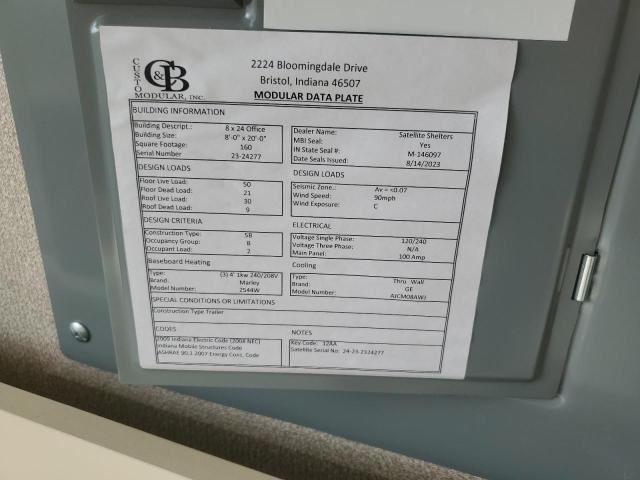 CUSTOM C&B MODULAR, INC.
2224 Bloomingdale Drive
Bristol, Indiana 46507
MODULAR DATA PLATE
BUILDING INFORMATION
Building Descript.: 8 x 24 Office
Building Size: 8'-0" x 20'-0"
Square Footage: 160
Serial Number 23-24277
Dealer Name: Satellite Shelters
MBI Seal: Yes
IN State Seal #: M-146097
Date Seals Issued: 8/14/2023
DESIGN LOADS
Floor Live Load: 50
Floor Dead Load: 21
Roof Live Load: 30
Roof Dead Load: 9
DESIGN LOADS
Seismic Zone.: Av = <0.07
Wind Speed: 90mph
Wind Exposure: C
DESIGN CRITERIA
Construction Type: 5B
Occupancy Group: B
Occupant Load: 2
ELECTRICAL
Voltage Single Phase: 120/240
Voltage Three Phase: N/A
Main Panel: 100 Amp
Baseboard Heating
Type: (3) 4' 1kw 240/208V
Brand: Marley
Model Number: 2544W
Cooling
Type: Thru Wall
Brand: GE
Model Number: AJCM08AWJ
SPECIAL CONDITIONS OR LIMITATIONS
Construction Type Trailer
CODES
2009 Indiana Electric Code (2008 NEC)
Indiana Mobile Structures Code
ASHRAE 90.1 2007 Energy Cons. Code
NOTES
Key Code: 12AA
Satellite Serial No: 24-23-2324277